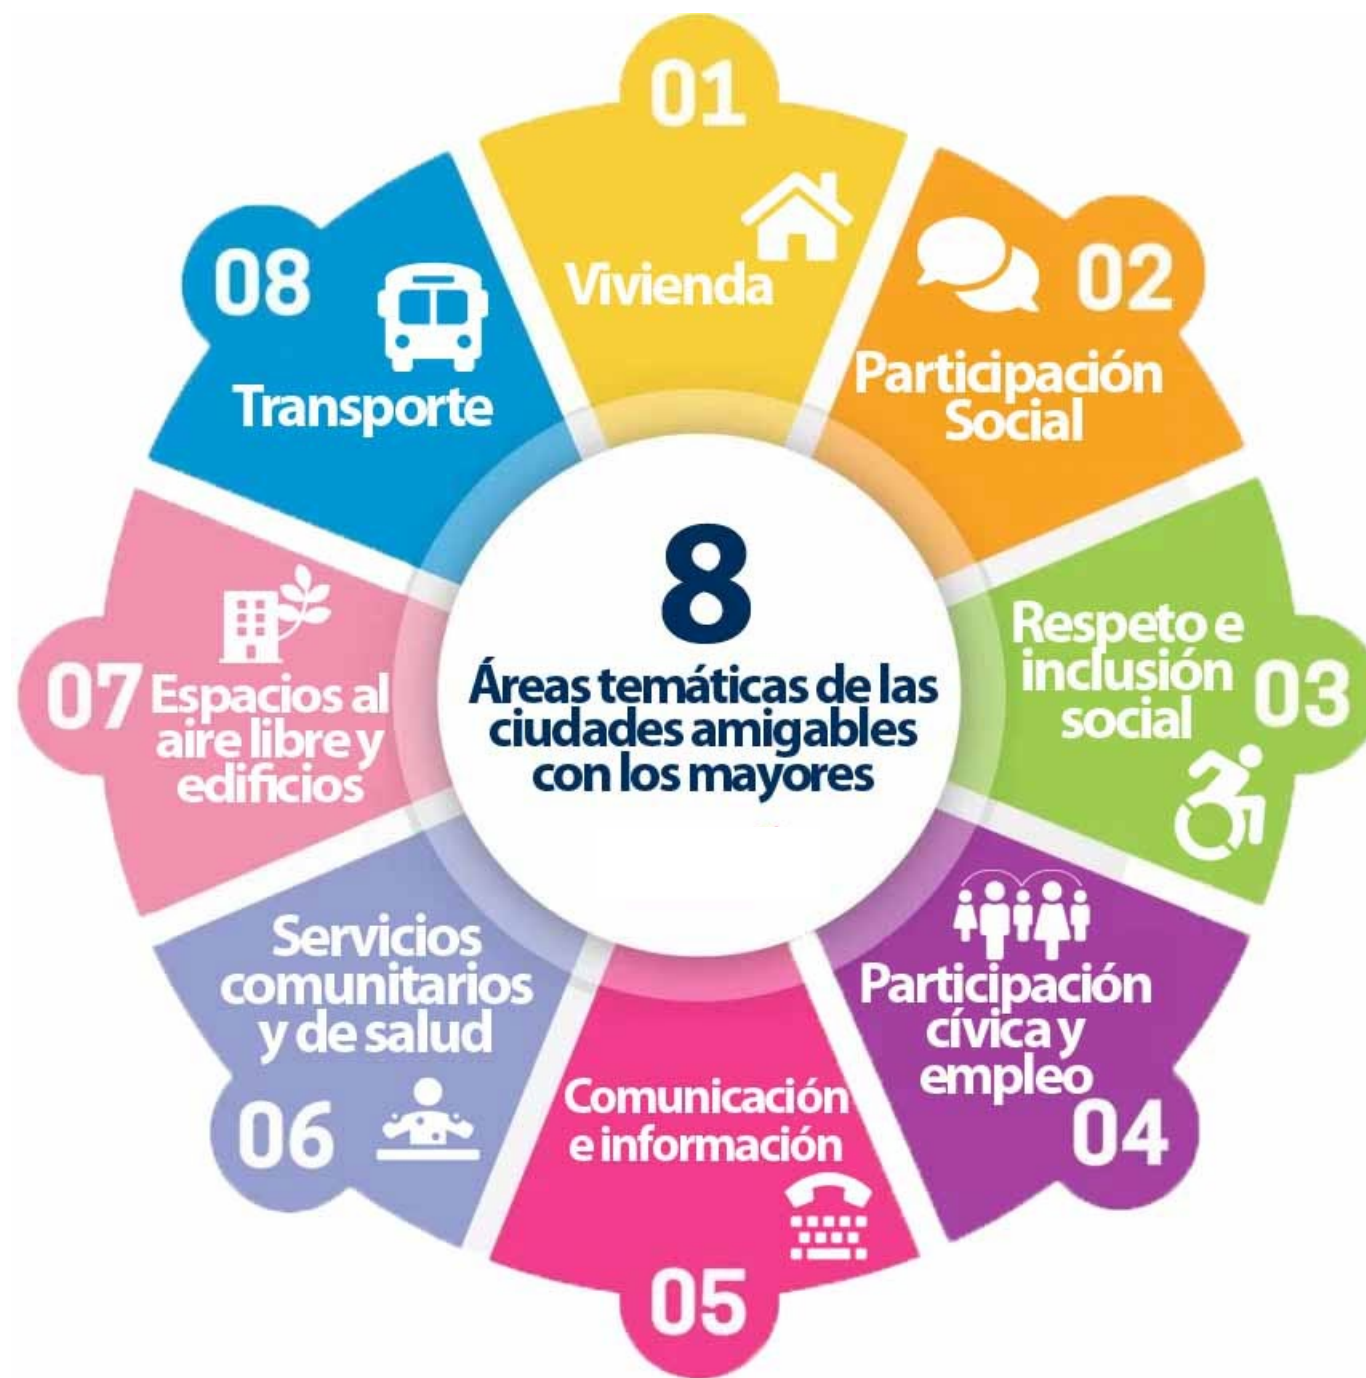 8
Áreas temáticas de las
ciudades amigables
con los mayores
01
Vivienda
02
Participación
Social
03
Respeto e
inclusión
social
04
Participación
cívica y
empleo
05
Comunicación
e información
06
Servicios
comunitarios
y de salud
07
Espacios al
aire libre y
edificios
08
Transporte